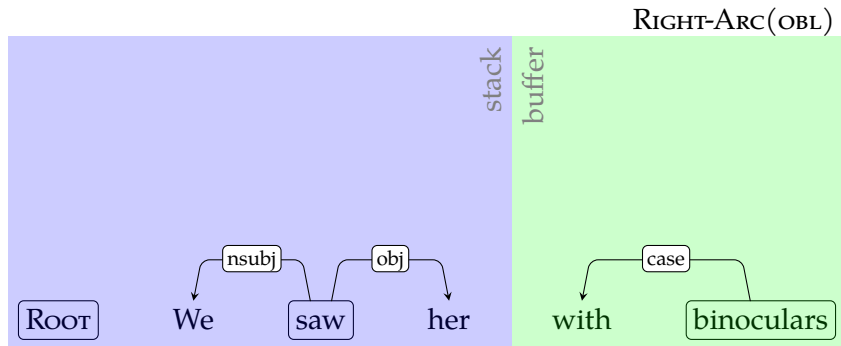 Right-Arc(obl)
stack
buffer
nsubj obj case
Root We saw her with binoculars